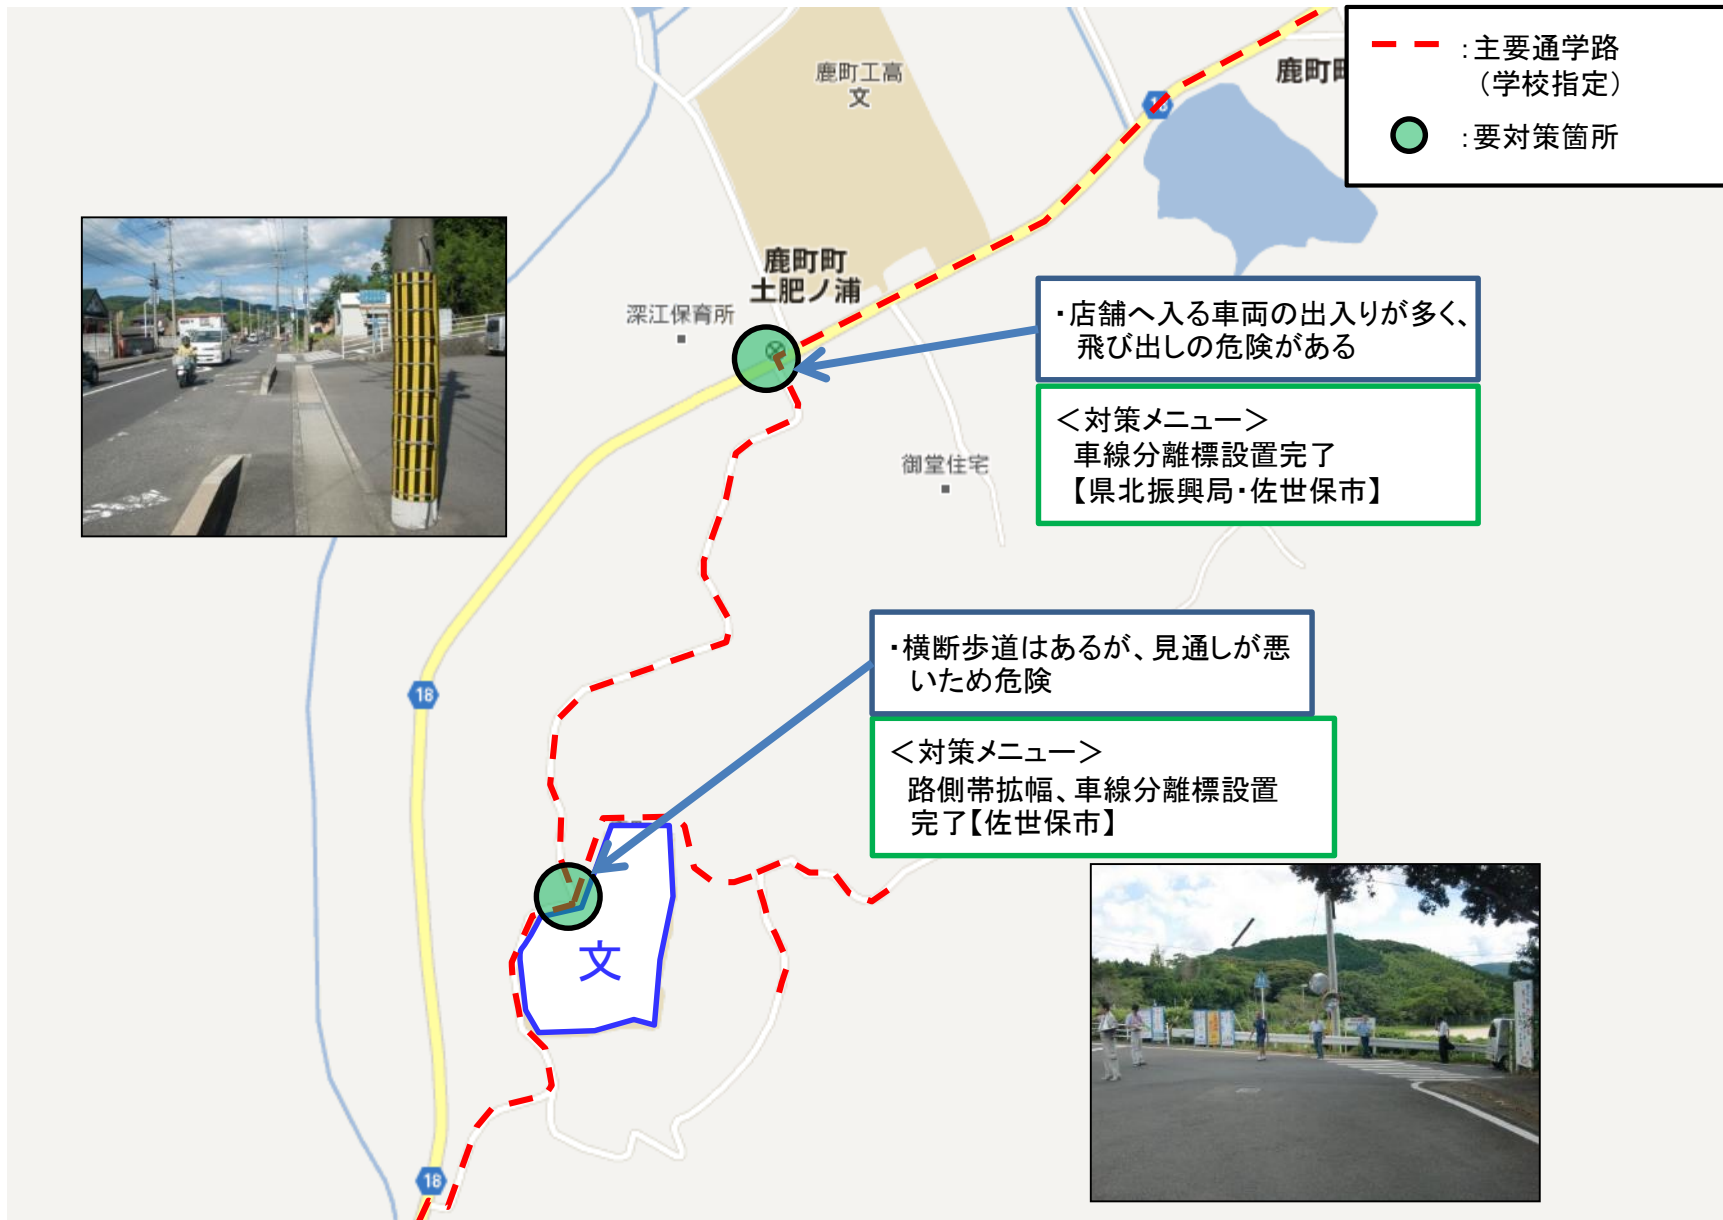 ：主要通学路
（学校指定）
：要対策箇所
鹿町工高
文
鹿町町
18
鹿町町
土肥ノ浦
深江保育所
・店舗へ入る車両の出入りが多く、
飛び出しの危険がある
＜対策メニュー＞
車線分離標設置完了
【県北振興局・佐世保市】
御堂住宅
・横断歩道はあるが、見通しが悪
いため危険
18
＜対策メニュー＞
路側帯拡幅、車線分離標設置
完了【佐世保市】
文
18